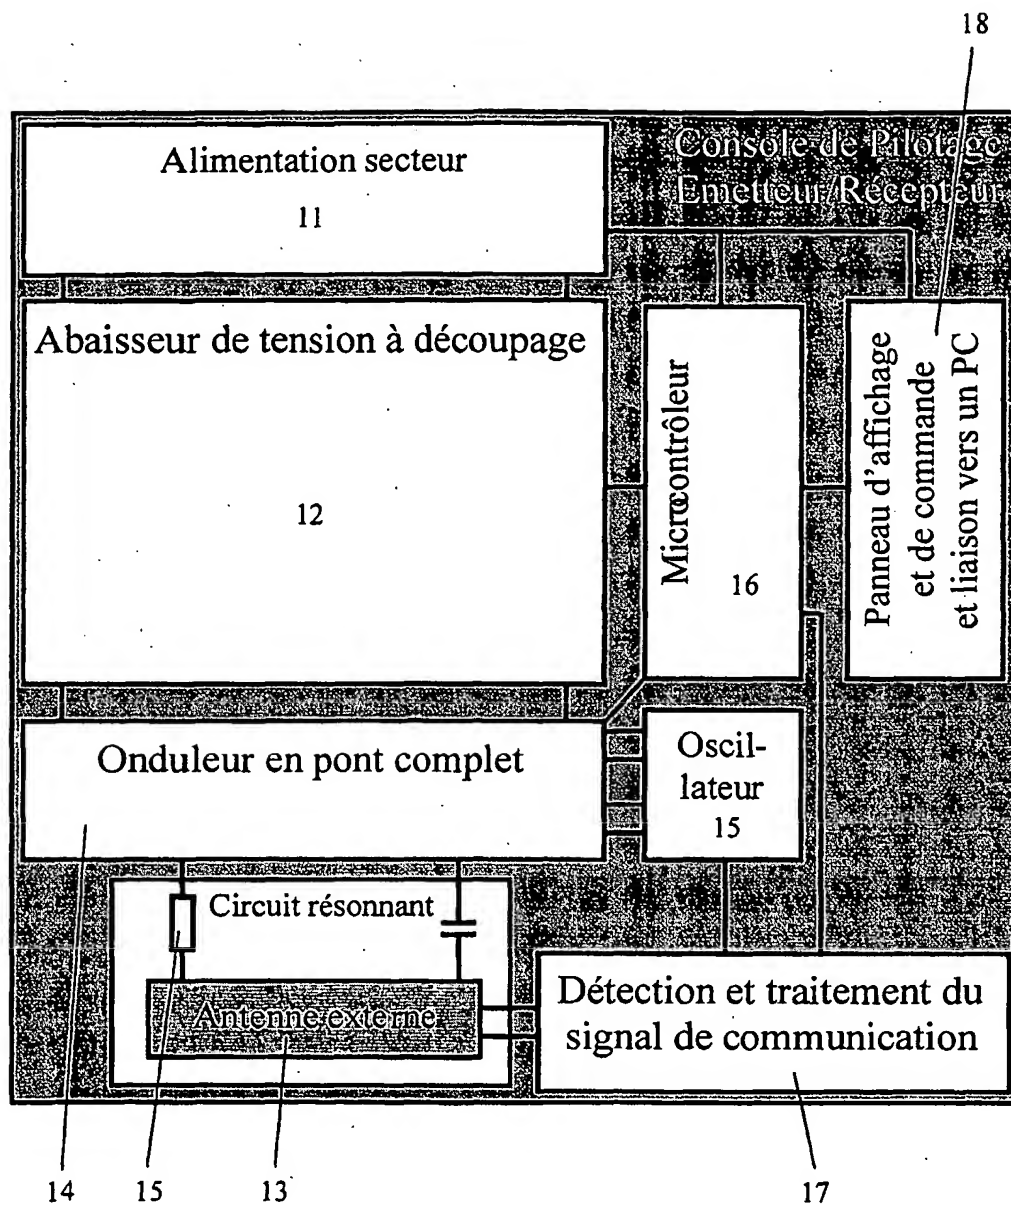 18
Alimentation secteur
11
Console de Pilotage
Emetteur/Récepteur
Abaisseur de tension à découpage
12
Microcontrôleur
16
Panneau d'affichage
et de commande
et liaison vers un PC
Onduleur en pont complet
Oscil-
lateur
15
Circuit résonnant
Antenne externe
Détection et traitement du
signal de communication
14
15
13
17